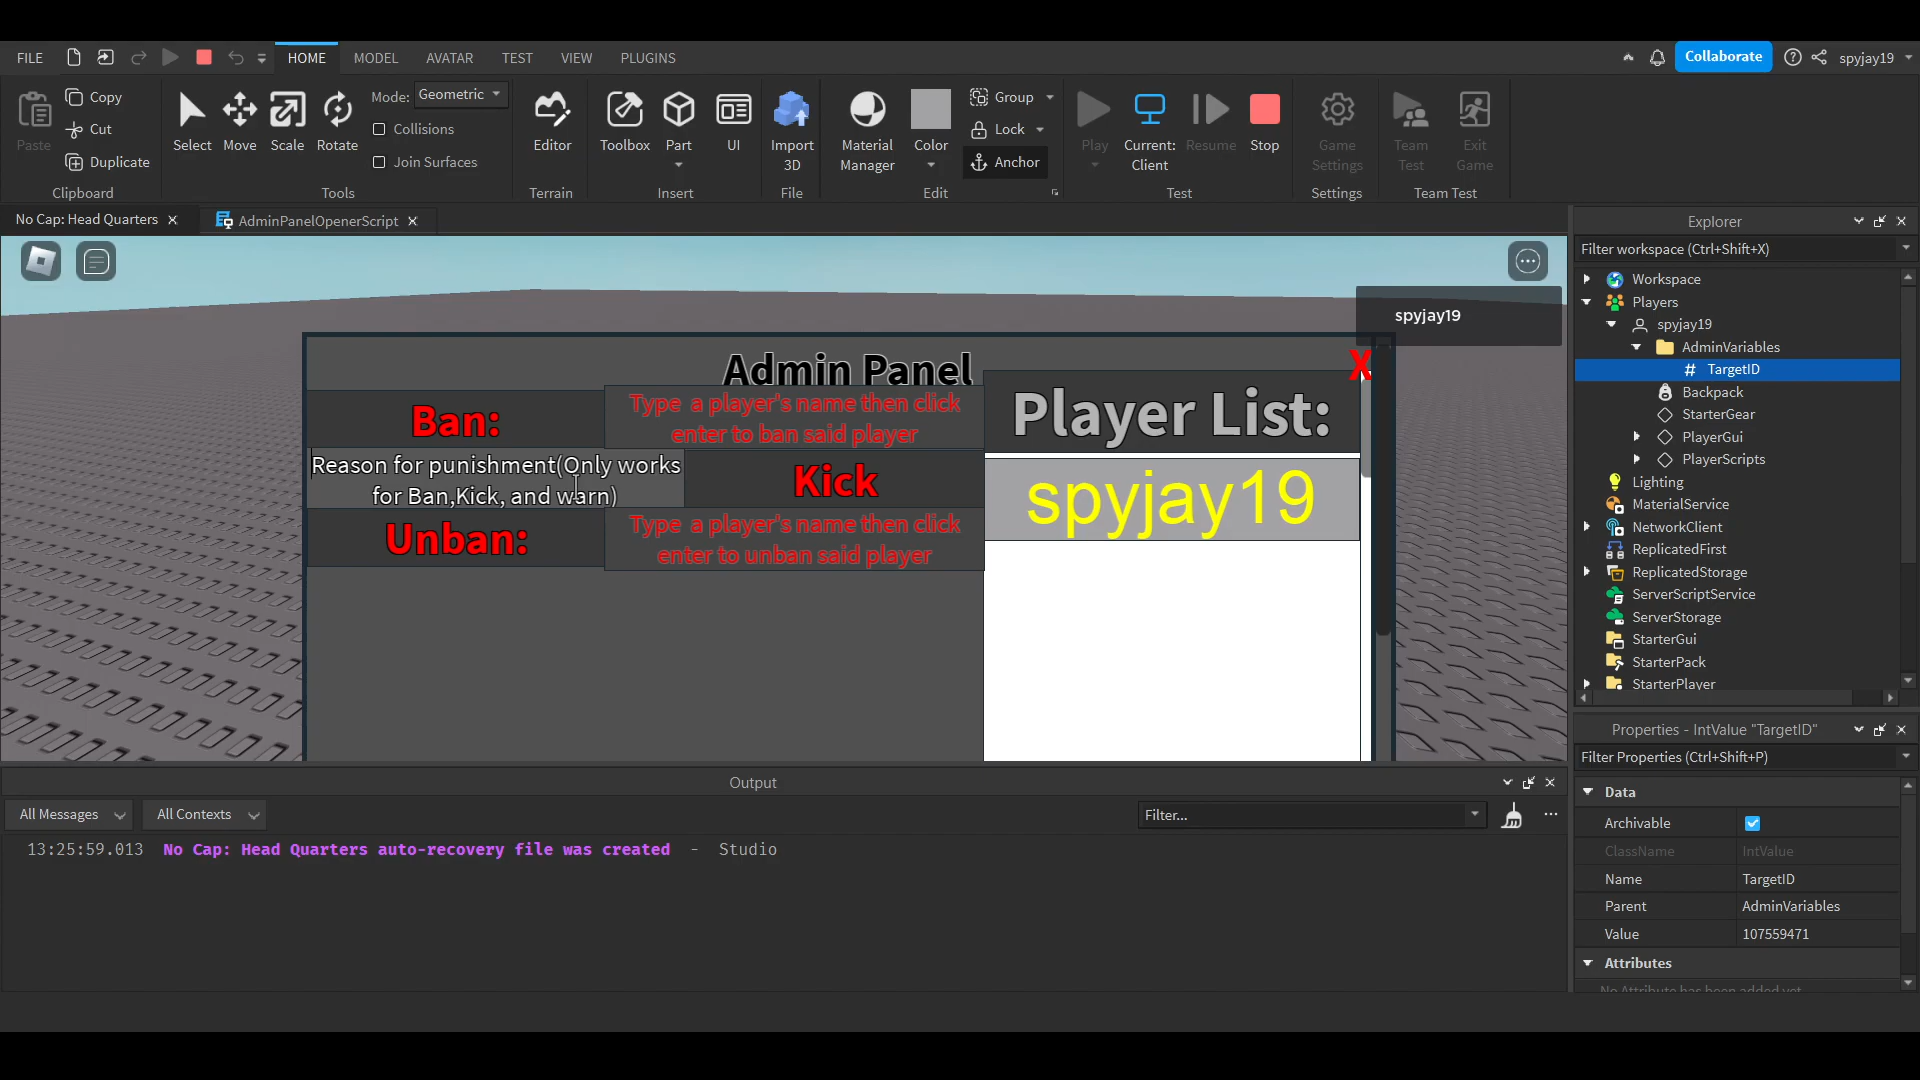 FILE HOME MODEL AVATAR TEST VIEW PLUGINS Collaborate spyjay19
Paste Copy Cut Duplicate Clipboard
Select Move Scale Rotate Mode: Geometric Collisions Join Surfaces Tools
Editor Terrain
Toolbox Part UI Insert
Import 3D File
Material Manager Color Group Lock Anchor Edit
Play Current: Client Resume Stop Test
Game Settings Settings
Team Test Exit Game Team Test
No Cap: Head Quarters AdminPanelOpenerScript
spyjay19
Admin Panel
X
Ban:
Type a player's name then click
enter to ban said player
Player List:
Reason for punishment(Only works
for Ban,Kick, and warn)
Kick
spyjay19
Unban:
Type a player's name then click
enter to unban said player
Explorer
Filter workspace (Ctrl+Shift+X)
Workspace
Players
spyjay19
AdminVariables
# TargetID
Backpack
StarterGear
PlayerGui
PlayerScripts
Lighting
MaterialService
NetworkClient
ReplicatedFirst
ReplicatedStorage
ServerScriptService
ServerStorage
StarterGui
StarterPack
StarterPlayer
Properties - IntValue "TargetID"
Filter Properties (Ctrl+Shift+P)
Data
Archivable
ClassName IntValue
Name TargetID
Parent AdminVariables
Value 107559471
Attributes
No Attribute has been added yet
Output
All Messages All Contexts Filter...
13:25:59.013 No Cap: Head Quarters auto-recovery file was created - Studio